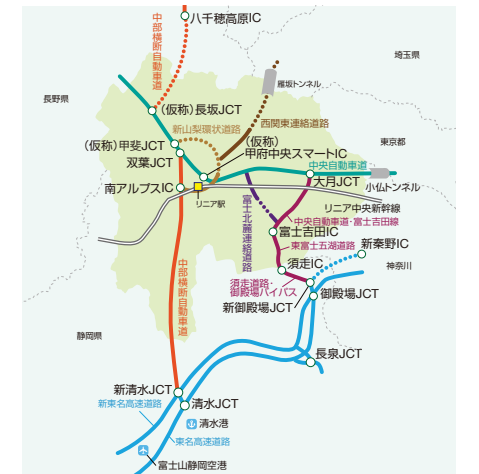 八千穂高原IC
中部横断自動車道
埼玉県
雁坂トンネル
長野県
(仮称)長坂JCT
新山梨環状道路
西関東連絡道路
(仮称)甲斐JCT
(仮称)
甲府中央スマートIC
東京都
双葉JCT
中央自動車道
南アルプスIC
大月JCT
小仏トンネル
リニア駅
リニア中央新幹線
富士北麓連絡道路
中央自動車道・富士吉田線
富士吉田IC
新秦野IC
東富士五湖道路
須走IC
神奈川
中部横断自動車道
須走道路・
御殿場バイパス
御殿場JCT
新御殿場JCT
静岡県
長泉JCT
新清水JCT
新東名高速道路
清水JCT
清水港
東名高速道路
富士山静岡空港